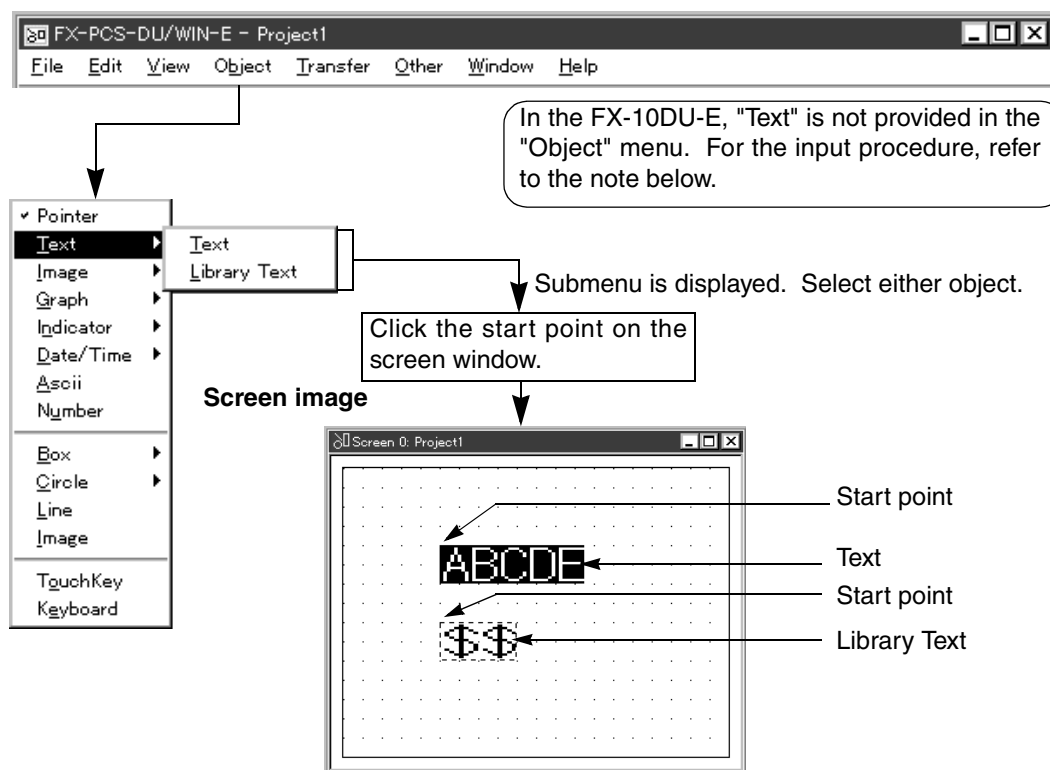 FX-PCS-DU/WIN-E - Project1
File Edit View Object Transfer Other Window Help
In the FX-10DU-E, "Text" is not provided in the
"Object" menu. For the input procedure, refer
to the note below.
Pointer
Text
Image
Graph
Indicator
Date/Time
Ascii
Number
Box
Circle
Line
Image
TouchKey
Keyboard
Text
Library Text
Submenu is displayed. Select either object.
Click the start point on the
screen window.
Screen image
Screen 0: Project1
ABCDE
$$
Start point
Text
Start point
Library Text